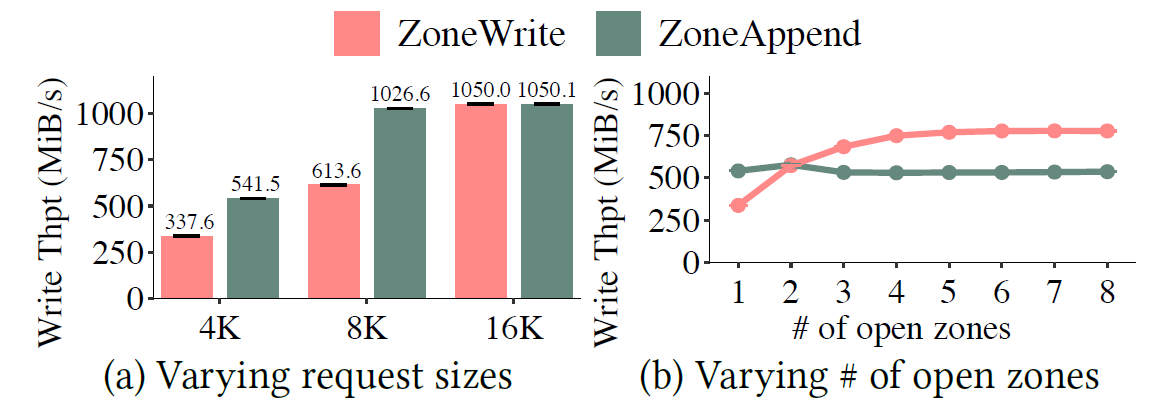 ZoneWrite ZoneAppend
Write Thpt (MiB/s)
1000
750
500
250
0
337.6
541.5
613.6
1026.6
1050.0
1050.1
4K 8K 16K
(a) Varying request sizes
Write Thpt (MiB/s)
1000
750
500
250
0
1 2 3 4 5 6 7 8
# of open zones
(b) Varying # of open zones